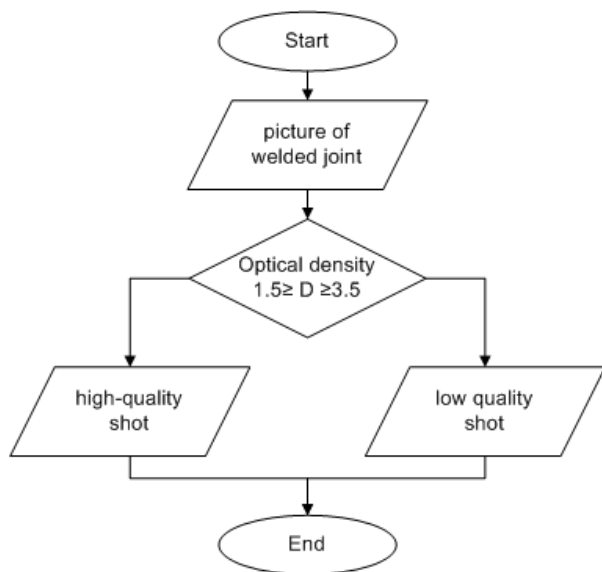 Start
picture of
welded joint
Optical density
1.5≥ D ≥3.5
high-quality
shot
low quality
shot
End